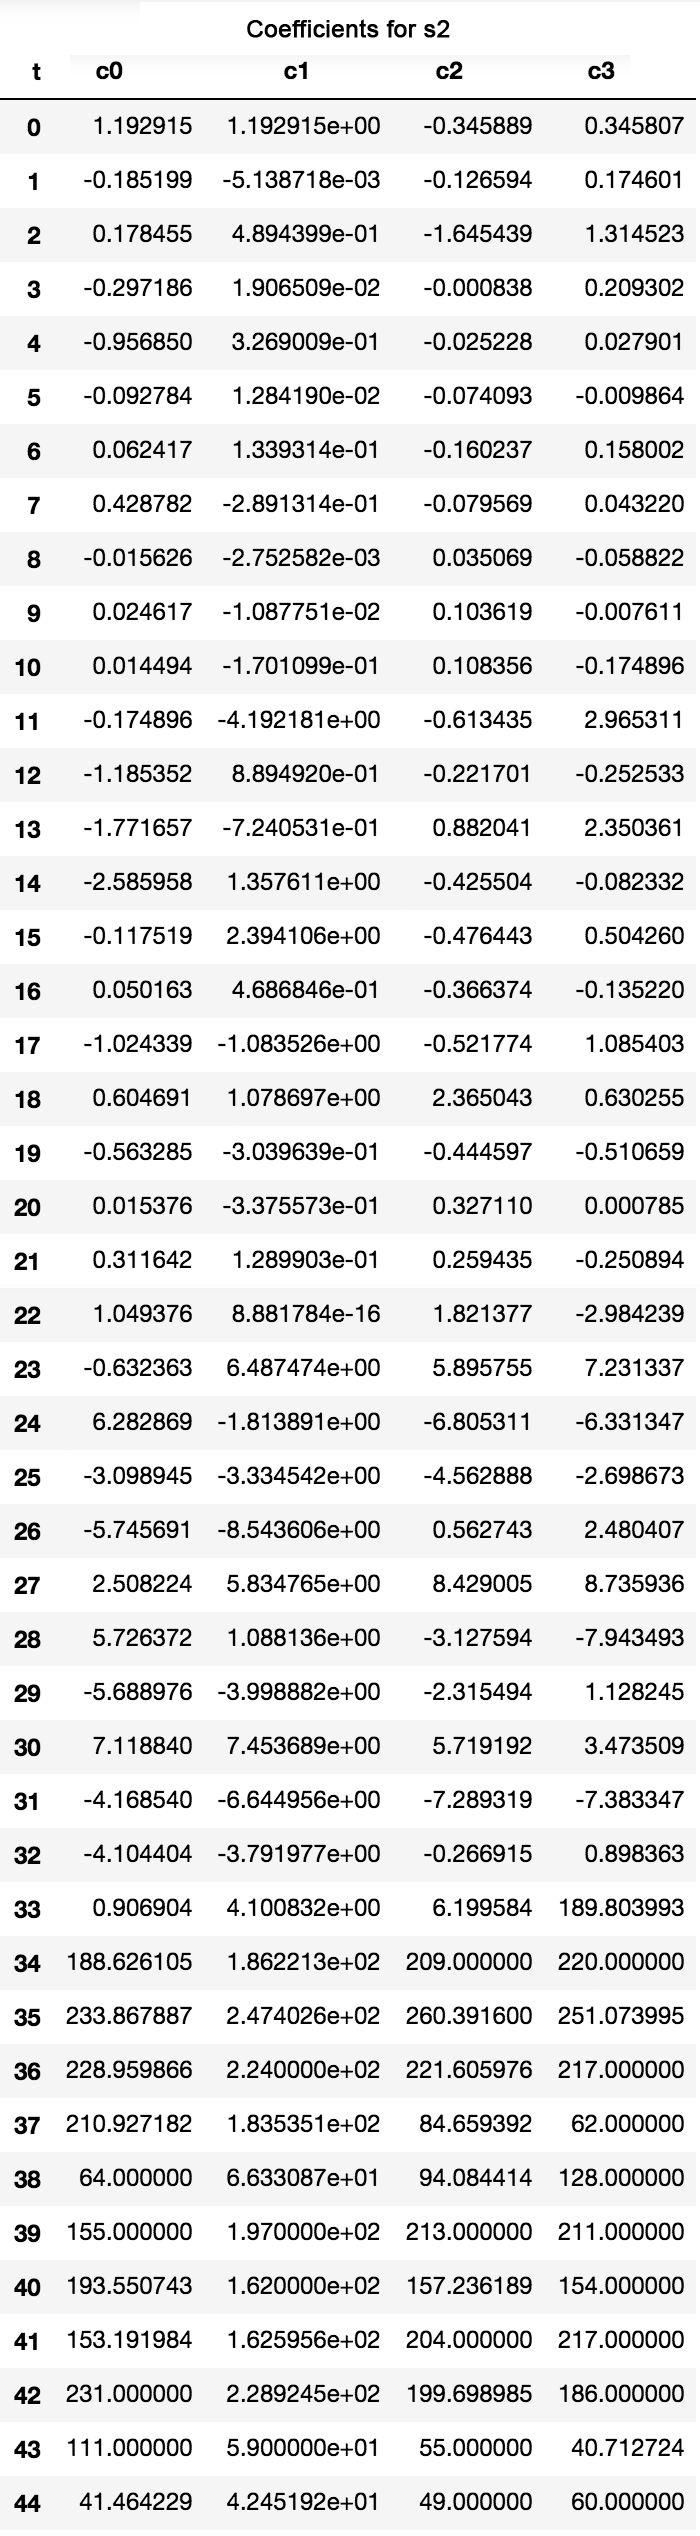 Coefficients for s2
t c0 c1 c2 c3
0 1.192915 1.192915e+00 -0.345889 0.345807
1 -0.185199 -5.138718e-03 -0.126594 0.174601
2 0.178455 4.894399e-01 -1.645439 1.314523
3 -0.297186 1.906509e-02 -0.000838 0.209302
4 -0.956850 3.269009e-01 -0.025228 0.027901
5 -0.092784 1.284190e-02 -0.074093 -0.009864
6 0.062417 1.339314e-01 -0.160237 0.158002
7 0.428782 -2.891314e-01 -0.079569 0.043220
8 -0.015626 -2.752582e-03 0.035069 -0.058822
9 0.024617 -1.087751e-02 0.103619 -0.007611
10 0.014494 -1.701099e-01 0.108356 -0.174896
11 -0.174896 -4.192181e+00 -0.613435 2.965311
12 -1.185352 8.894920e-01 -0.221701 -0.252533
13 -1.771657 -7.240531e-01 0.882041 2.350361
14 -2.585958 1.357611e+00 -0.425504 -0.082332
15 -0.117519 2.394106e+00 -0.476443 0.504260
16 0.050163 4.686846e-01 -0.366374 -0.135220
17 -1.024339 -1.083526e+00 -0.521774 1.085403
18 0.604691 1.078697e+00 2.365043 0.630255
19 -0.563285 -3.039639e-01 -0.444597 -0.510659
20 0.015376 -3.375573e-01 0.327110 0.000785
21 0.311642 1.289903e-01 0.259435 -0.250894
22 1.049376 8.881784e-16 1.821377 -2.984239
23 -0.632363 6.487474e+00 5.895755 7.231337
24 6.282869 -1.813891e+00 -6.805311 -6.331347
25 -3.098945 -3.334542e+00 -4.562888 -2.698673
26 -5.745691 -8.543606e+00 0.562743 2.480407
27 2.508224 5.834765e+00 8.429005 8.735936
28 5.726372 1.088136e+00 -3.127594 -7.943493
29 -5.688976 -3.998882e+00 -2.315494 1.128245
30 7.118840 7.453689e+00 5.719192 3.473509
31 -4.168540 -6.644956e+00 -7.289319 -7.383347
32 -4.104404 -3.791977e+00 -0.266915 0.898363
33 0.906904 4.100832e+00 6.199584 189.803993
34 188.626105 1.862213e+02 209.000000 220.000000
35 233.867887 2.474026e+02 260.391600 251.073995
36 228.959866 2.240000e+02 221.605976 217.000000
37 210.927182 1.835351e+02 84.659392 62.000000
38 64.000000 6.633087e+01 94.084414 128.000000
39 155.000000 1.970000e+02 213.000000 211.000000
40 193.550743 1.620000e+02 157.236189 154.000000
41 153.191984 1.625956e+02 204.000000 217.000000
42 231.000000 2.289245e+02 199.698985 186.000000
43 111.000000 5.900000e+01 55.000000 40.712724
44 41.464229 4.245192e+01 49.000000 60.000000